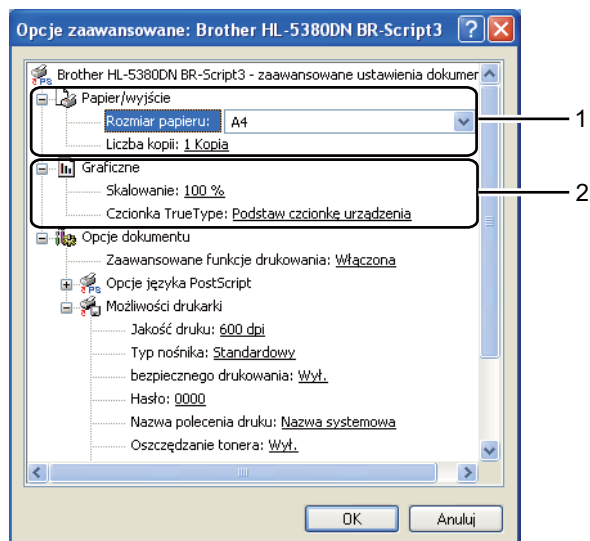 Opcje zaawansowane: Brother HL-5380DN BR-Script3
Brother HL-5380DN BR-Script3 - zaawansowane ustawienia dokumer
Papier/wyjście
Rozmiar papieru: A4
1
Liczba kopii: 1 Kopia
Graficzne
Skalowanie: 100 %
2
Czcionka TrueType: Podstaw czcionkę urządzenia
Opcje dokumentu
Zaawansowane funkcje drukowania: Włączona
Opcje języka PostScript
Możliwości drukarki
Jakość druku: 600 dpi
Typ nośnika: Standardowy
bezpiecznego drukowania: Wył.
Hasło: 0000
Nazwa polecenia druku: Nazwa systemowa
Oszczędzanie tonera: Wył.
OK
Anuluj